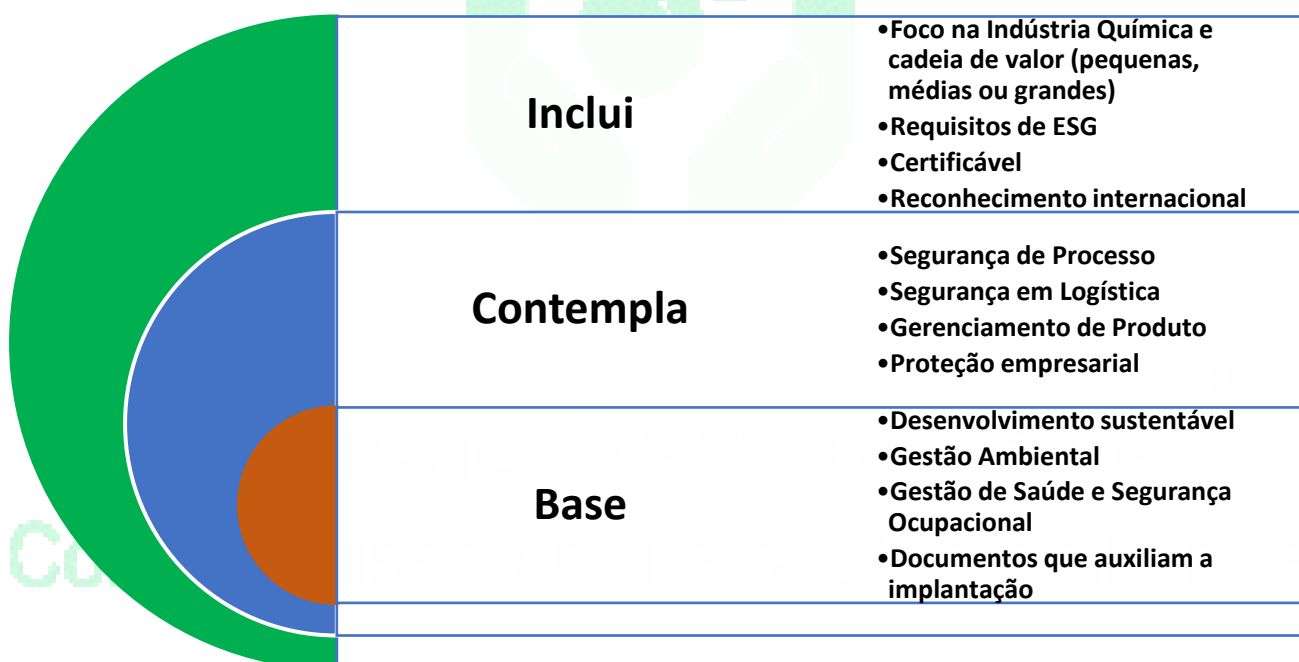 Inclui
•Foco na Indústria Química e
cadeia de valor (pequenas,
médias ou grandes)
•Requisitos de ESG
•Certificável
•Reconhecimento internacional
Contempla
•Segurança de Processo
•Segurança em Logística
•Gerenciamento de Produto
•Proteção empresarial
Base
•Desenvolvimento sustentável
•Gestão Ambiental
•Gestão de Saúde e Segurança
Ocupacional
•Documentos que auxiliam a
implantação